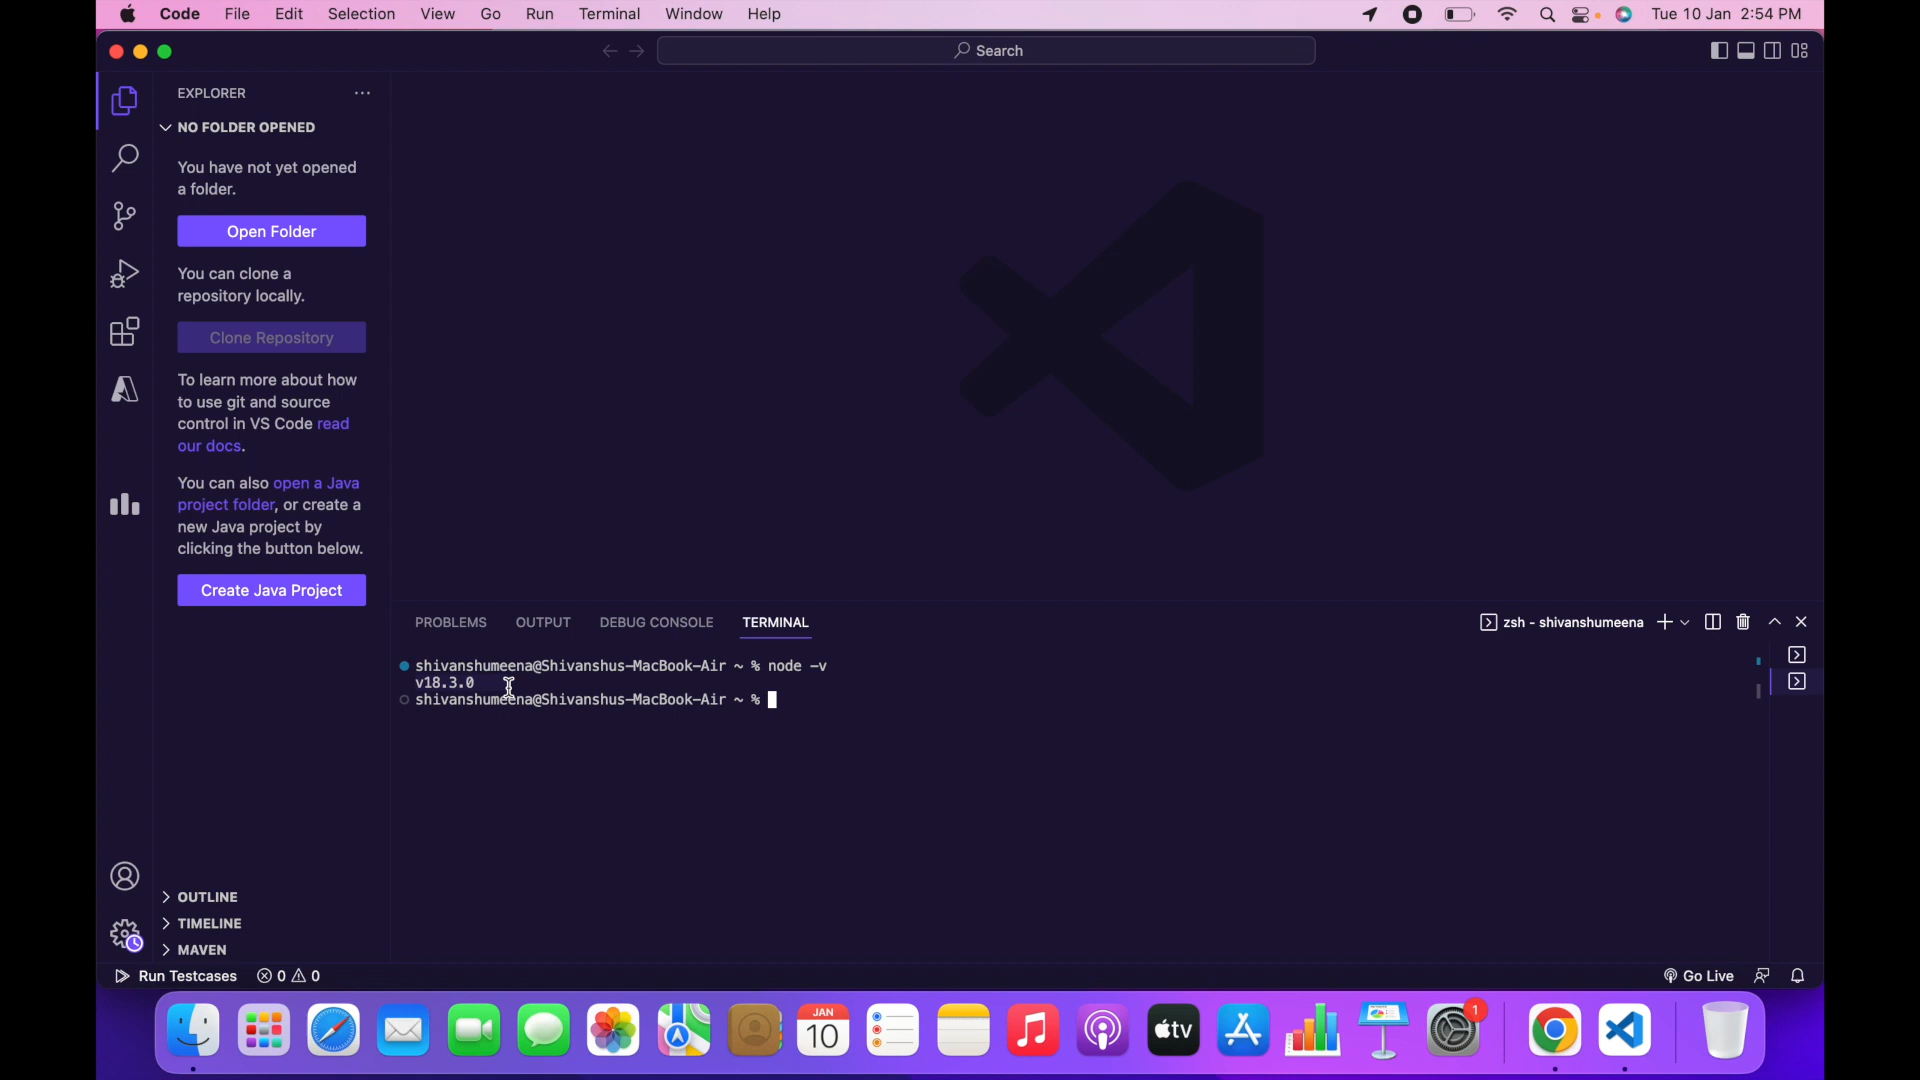 Code File Edit Selection View Go Run Terminal Window Help Tue 10 Jan 2:54 PM
Search
EXPLORER
NO FOLDER OPENED
You have not yet opened
a folder.
Open Folder
You can clone a
repository locally.
Clone Repository
To learn more about how
to use git and source
control in VS Code read
our docs.
You can also open a Java
project folder, or create a
new Java project by
clicking the button below.
Create Java Project
PROBLEMS OUTPUT DEBUG CONSOLE TERMINAL zsh - shivanshumeena
shivanshumeena@Shivanshus-MacBook-Air ~ % node -v
v18.3.0
shivanshumeena@Shivanshus-MacBook-Air ~ %
OUTLINE
TIMELINE
MAVEN
Run Testcases 0 0 Go Live
JAN
10
tv
1